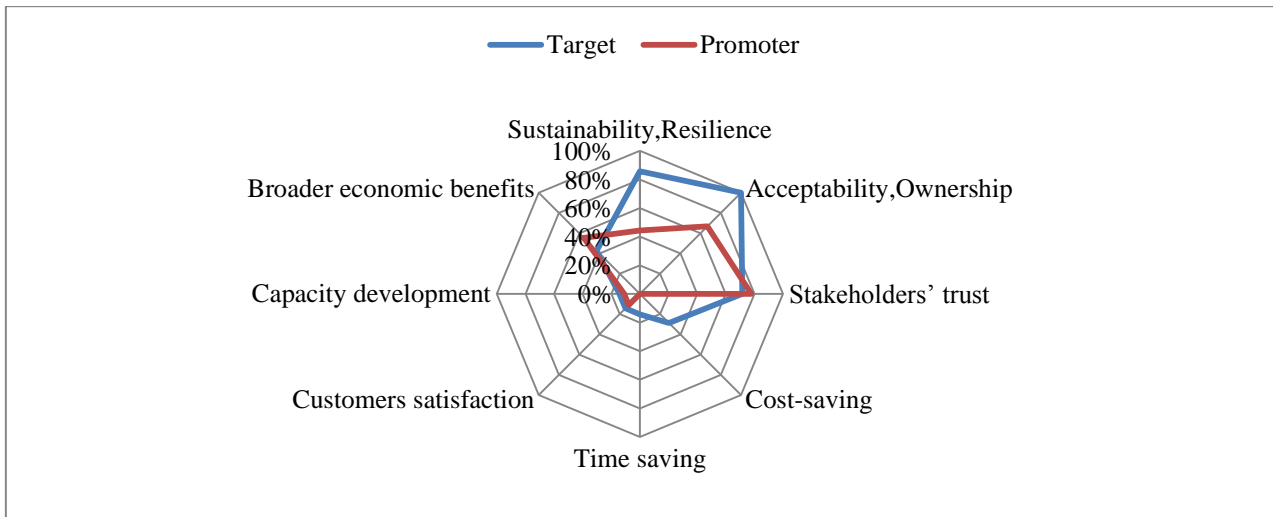 Target Promoter
Sustainability,Resilience
100%
Broader economic benefits 80% Acceptability,Ownership
60%
40%
20%
Capacity development 0% Stakeholders’ trust
Customers satisfaction Cost-saving
Time saving